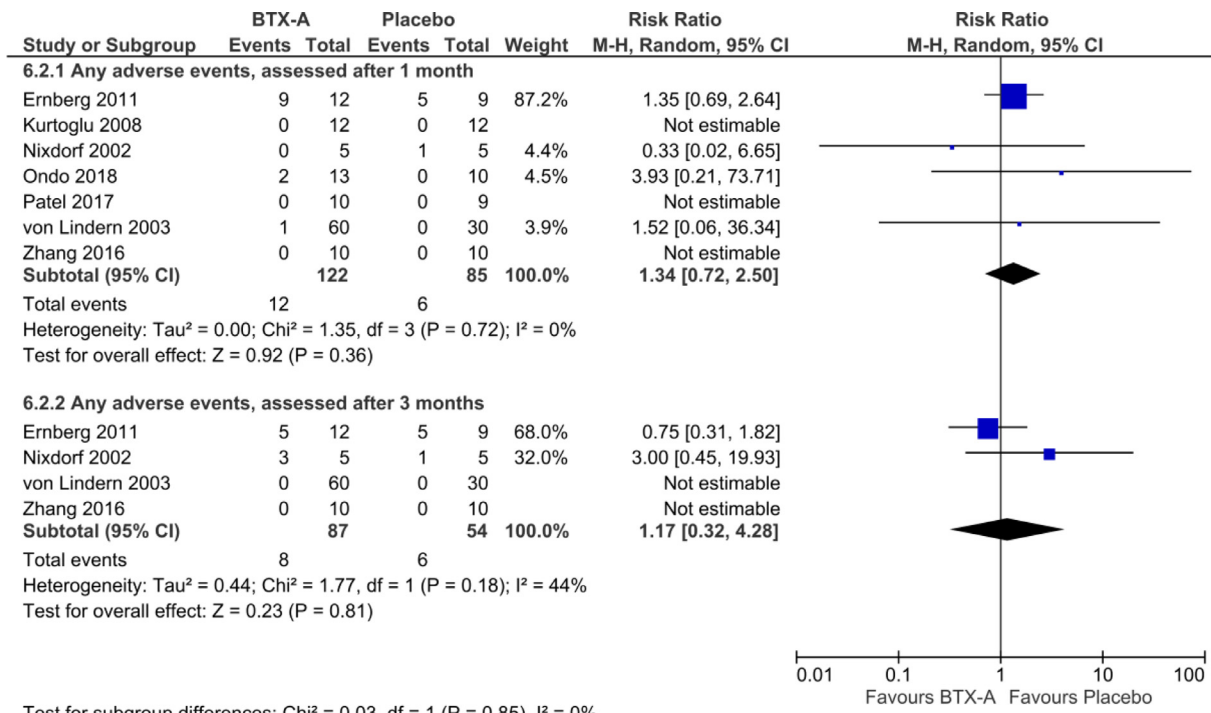 BTX-A Placebo Risk Ratio Risk Ratio
Study or Subgroup Events Total Events Total Weight M-H, Random, 95% CI M-H, Random, 95% CI
6.2.1 Any adverse events, assessed after 1 month
Ernberg 2011 9 12 5 9 87.2% 1.35 [0.69, 2.64]
Kurtoglu 2008 0 12 0 12 Not estimable
Nixdorf 2002 0 5 1 5 4.4% 0.33 [0.02, 6.65]
Ondo 2018 2 13 0 10 4.5% 3.93 [0.21, 73.71]
Patel 2017 0 10 0 9 Not estimable
von Lindern 2003 1 60 0 30 3.9% 1.52 [0.06, 36.34]
Zhang 2016 0 10 0 10 Not estimable
Subtotal (95% CI) 122 85 100.0% 1.34 [0.72, 2.50]
Total events 12 6
Heterogeneity: Tau² = 0.00; Chi² = 1.35, df = 3 (P = 0.72); I² = 0%
Test for overall effect: Z = 0.92 (P = 0.36)
6.2.2 Any adverse events, assessed after 3 months
Ernberg 2011 5 12 5 9 68.0% 0.75 [0.31, 1.82]
Nixdorf 2002 3 5 1 5 32.0% 3.00 [0.45, 19.93]
von Lindern 2003 0 60 0 30 Not estimable
Zhang 2016 0 10 0 10 Not estimable
Subtotal (95% CI) 87 54 100.0% 1.17 [0.32, 4.28]
Total events 8 6
Heterogeneity: Tau² = 0.44; Chi² = 1.77, df = 1 (P = 0.18); I² = 44%
Test for overall effect: Z = 0.23 (P = 0.81)
0.01 0.1 1 10 100
Favours BTX-A Favours Placebo
Test for subgroup differences: Chi² = 0.03, df = 1 (P = 0.85), I² = 0%